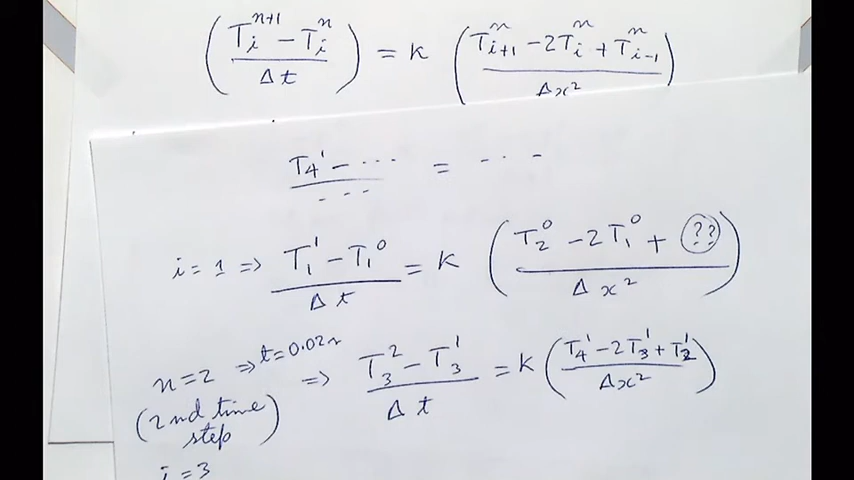 (T_i^{n+1} - T_i^n / Δt) = K (T_{i+1}^n - 2T_i^n + T_{i-1}^n / Δx²)
T_4^1 - ... / ... = ...
i = 1 => T_1^1 - T_1^0 / Δt = K (T_2^0 - 2T_1^0 + ?? / Δx²)
n = 2 => t = 0.02s => T_3^2 - T_3^1 / Δt = K (T_4^1 - 2T_3^1 + T_2^1 / Δx²)
(2nd time
step)
i = 3